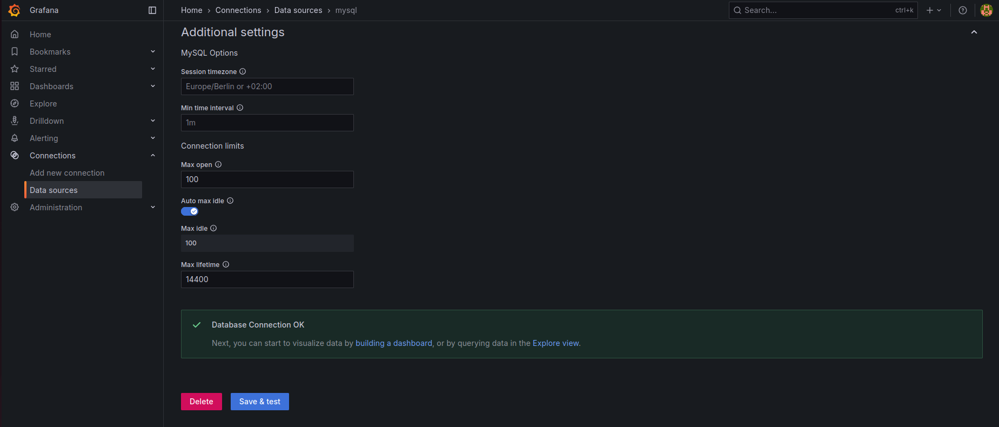 Grafana
Home › Connections › Data sources › mysql
Search...
ctrl+k
Home
Bookmarks
Starred
Dashboards
Explore
Drilldown
Alerting
Connections
Add new connection
Data sources
Administration
Additional settings
MySQL Options
Session timezone
Europe/Berlin or +02:00
Min time interval
1m
Connection limits
Max open
100
Auto max idle
Max idle
100
Max lifetime
14400
Database Connection OK
Next, you can start to visualize data by building a dashboard, or by querying data in the Explore view.
Delete
Save & test